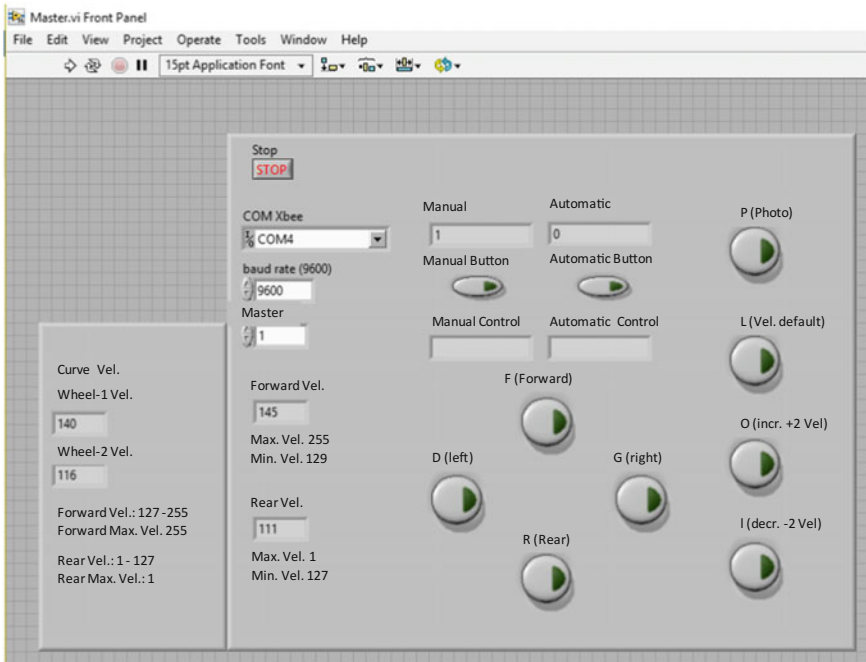 Master.vi Front Panel
File Edit View Project Operate Tools Window Help
15pt Application Font
Stop
STOP
COM Xbee
COM4
baud rate (9600)
9600
Master
1
Manual
1
Automatic
0
Manual Button
Automatic Button
Manual Control
Automatic Control
P (Photo)
L (Vel. default)
O (incr. +2 Vel)
I (decr. -2 Vel)
F (Forward)
D (left)
G (right)
R (Rear)
Forward Vel.
145
Max. Vel. 255
Min. Vel. 129
Rear Vel.
111
Max. Vel. 1
Min. Vel. 127
Curve Vel.
Wheel-1 Vel.
140
Wheel-2 Vel.
116
Forward Vel.: 127-255
Forward Max. Vel. 255
Rear Vel.: 1 - 127
Rear Max. Vel.: 1